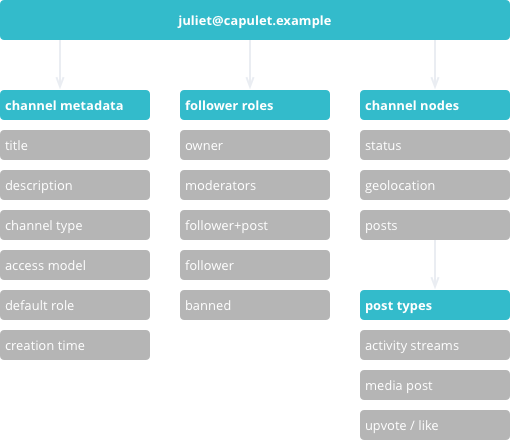 juliet@capulet.example
channel metadata
title
description
channel type
access model
default role
creation time
follower roles
owner
moderators
follower+post
follower
banned
channel nodes
status
geolocation
posts
post types
activity streams
media post
upvote / like